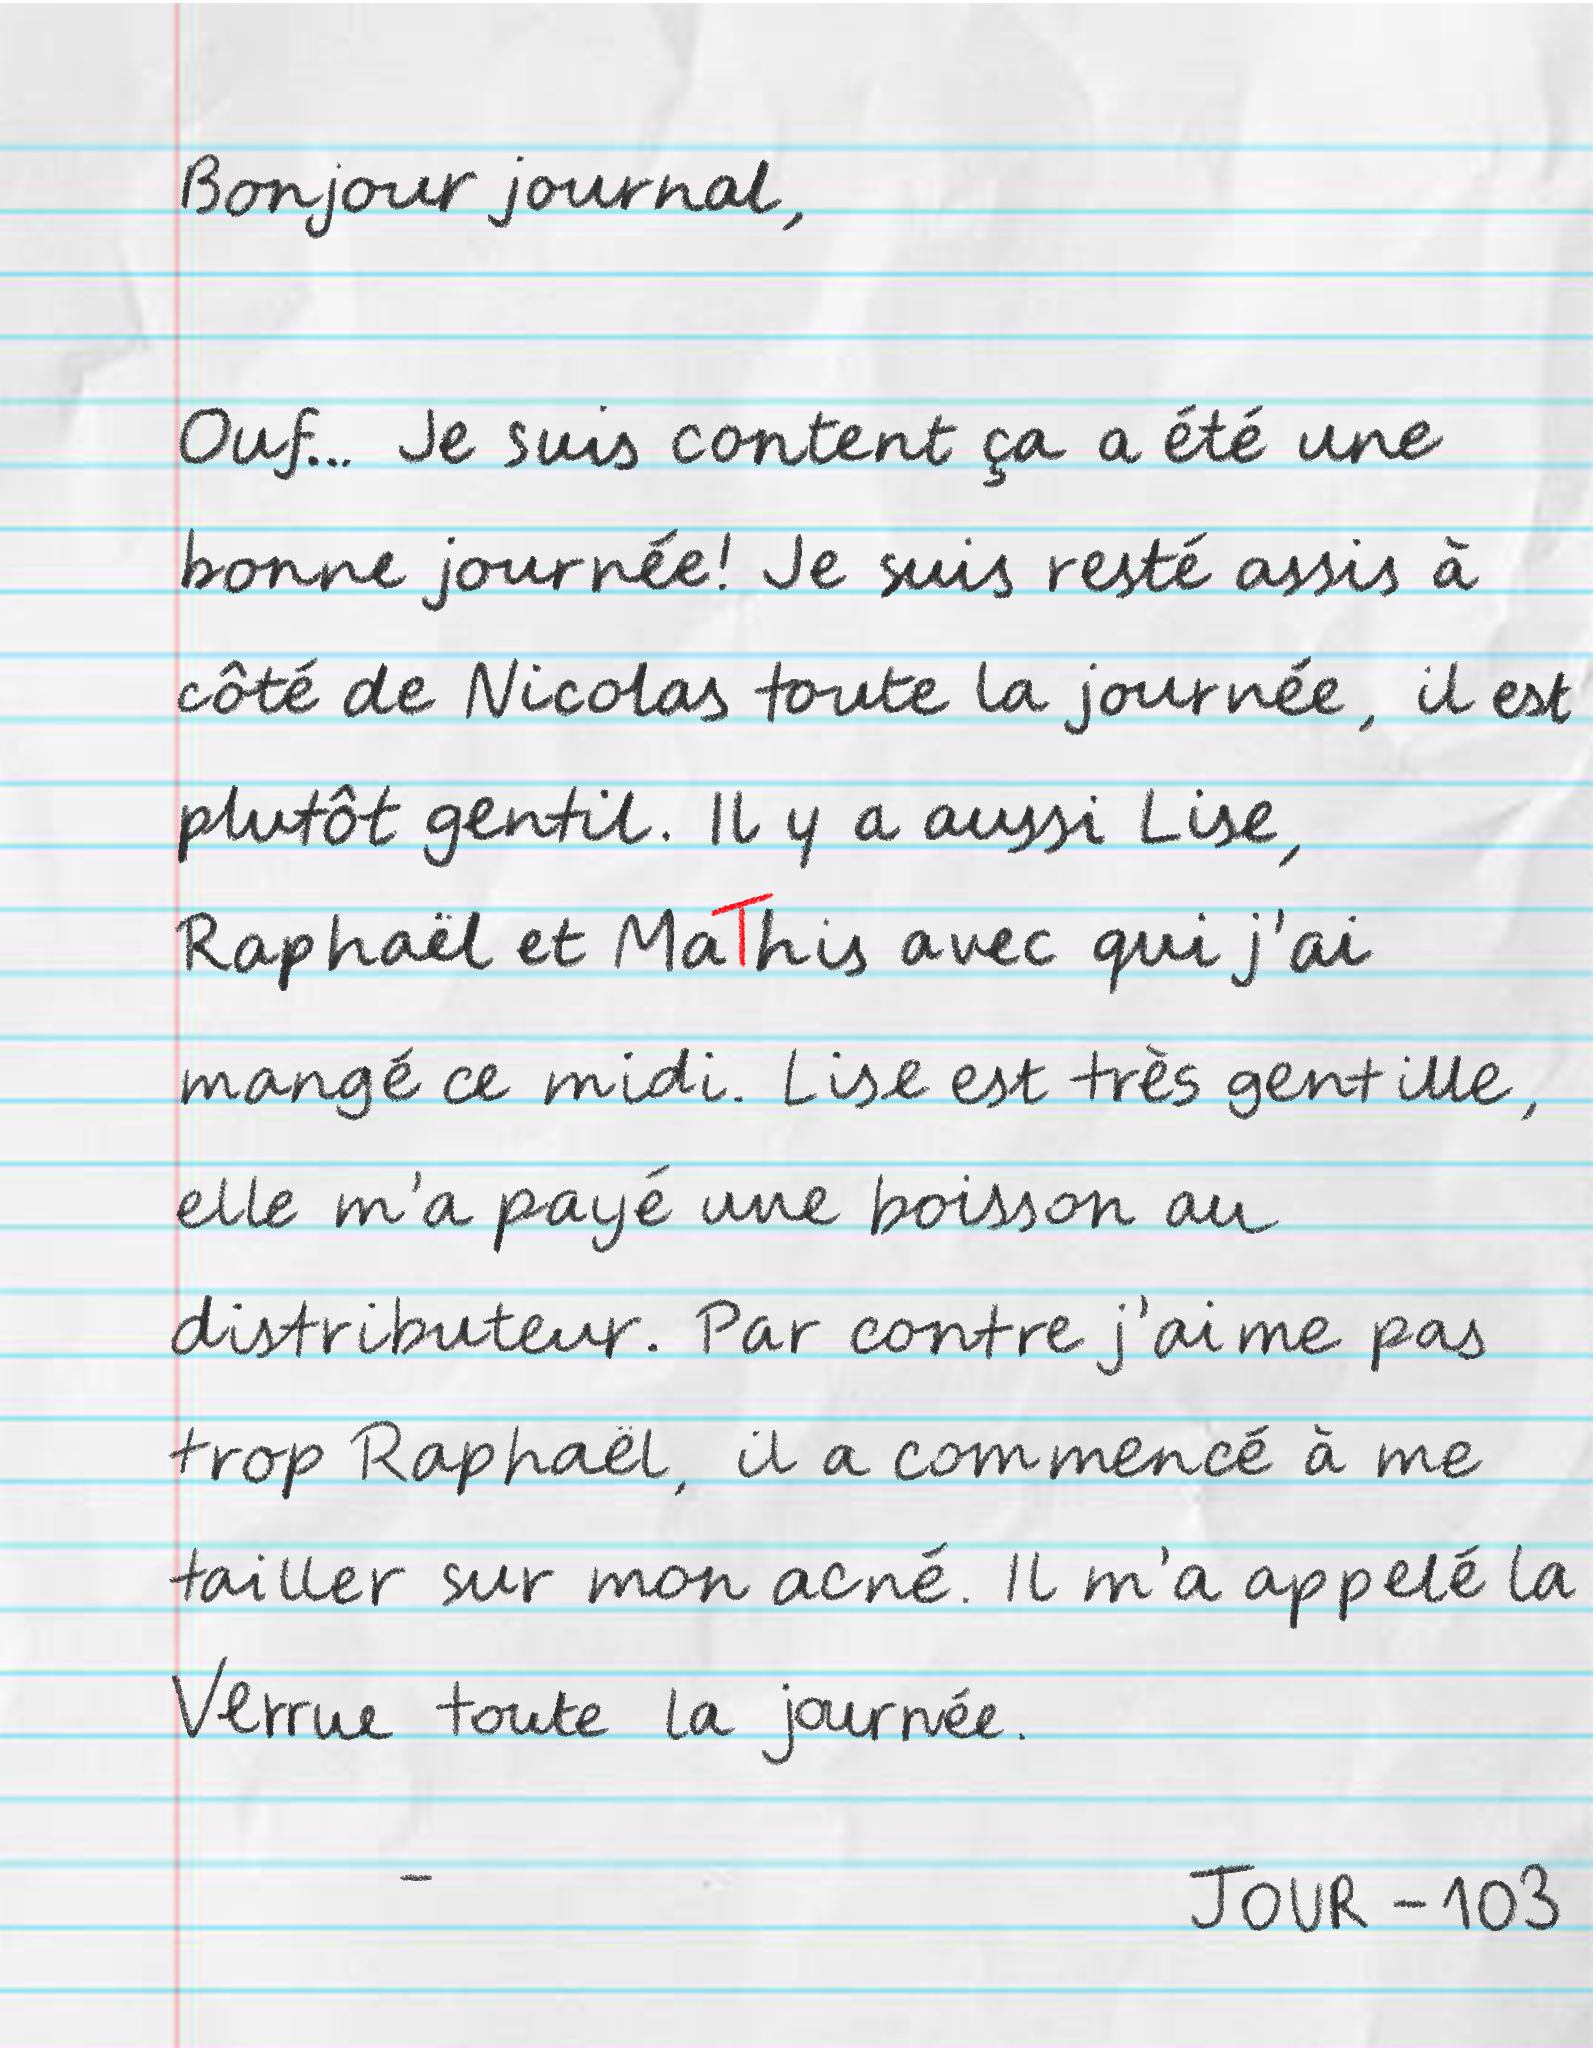 Bonjour journal,
Ouf... Je suis content ça a été une
bonne journée! Je suis resté assis à
côté de Nicolas toute la journée, il est
plutôt gentil. Il y a aussi Lise,
Raphaël et MaThis avec qui j'ai
mangé ce midi. Lise est très gentille,
elle m'a payé une boisson au
distributeur. Par contre j'aime pas
trop Raphaël, il a commencé à me
tailler sur mon acné. Il m'a appelé la
Verrue toute la journée.
-
JOUR - 103